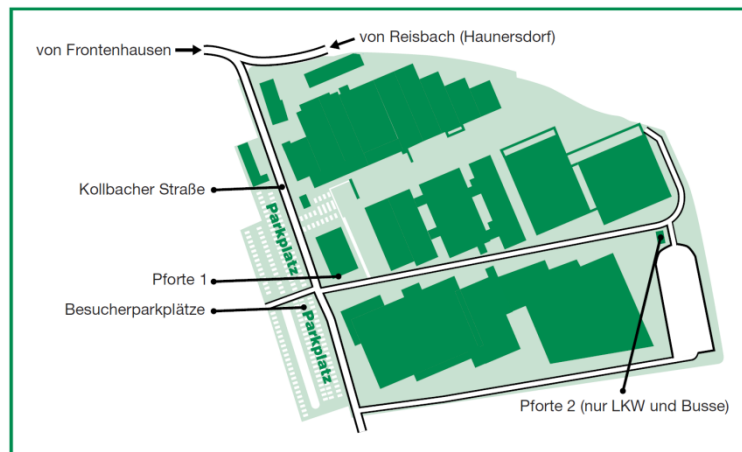 von Reisbach (Haunersdorf)
von Frontenhausen
Kollbacher Straße
Parkplatz
Pforte 1
Besucherparkplätze
Parkplatz
Pforte 2 (nur LKW und Busse)